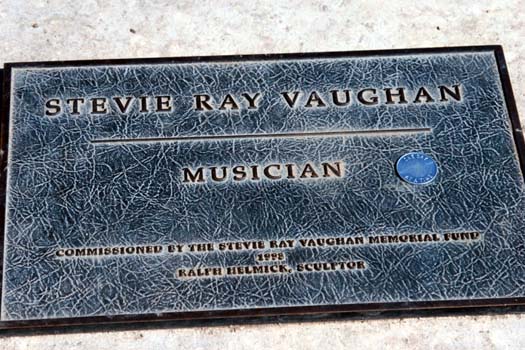 STEVIE RAY VAUGHAN
MUSICIAN
COMMISSIONED BY THE STEVIE RAY VAUGHAN MEMORIAL FUND
RALPH HELMICK, SCULPTOR